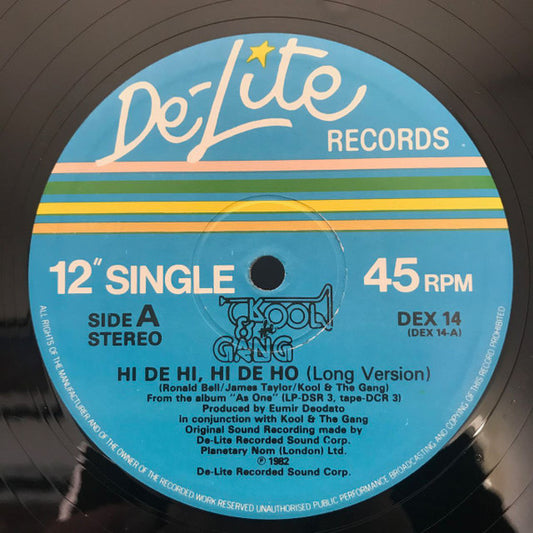 De-Lite
RECORDS
12" SINGLE
45 RPM
KOOL
& the
GANG
SIDE A
STEREO
DEX 14
(DEX 14-A)
HI DE HI, HI DE HO (Long Version)
(Ronald Bell/James Taylor/Kool & The Gang)
From the album "As One" (LP-DSR 3, tape-DCR 3)
Produced by Eumir Deodato
in conjunction with Kool & The Gang
Original Sound Recording made by
De-Lite Recorded Sound Corp.
Planetary Nom (London) Ltd.
℗ 1982
De-Lite Recorded Sound Corp.
ALL RIGHTS OF THE MANUFACTURER AND OF THE OWNER OF THE RECORDED WORK RESERVED UNAUTHORISED PUBLIC PERFORMANCE BROADCASTING AND COPYING OF THIS RECORD PROHIBITED